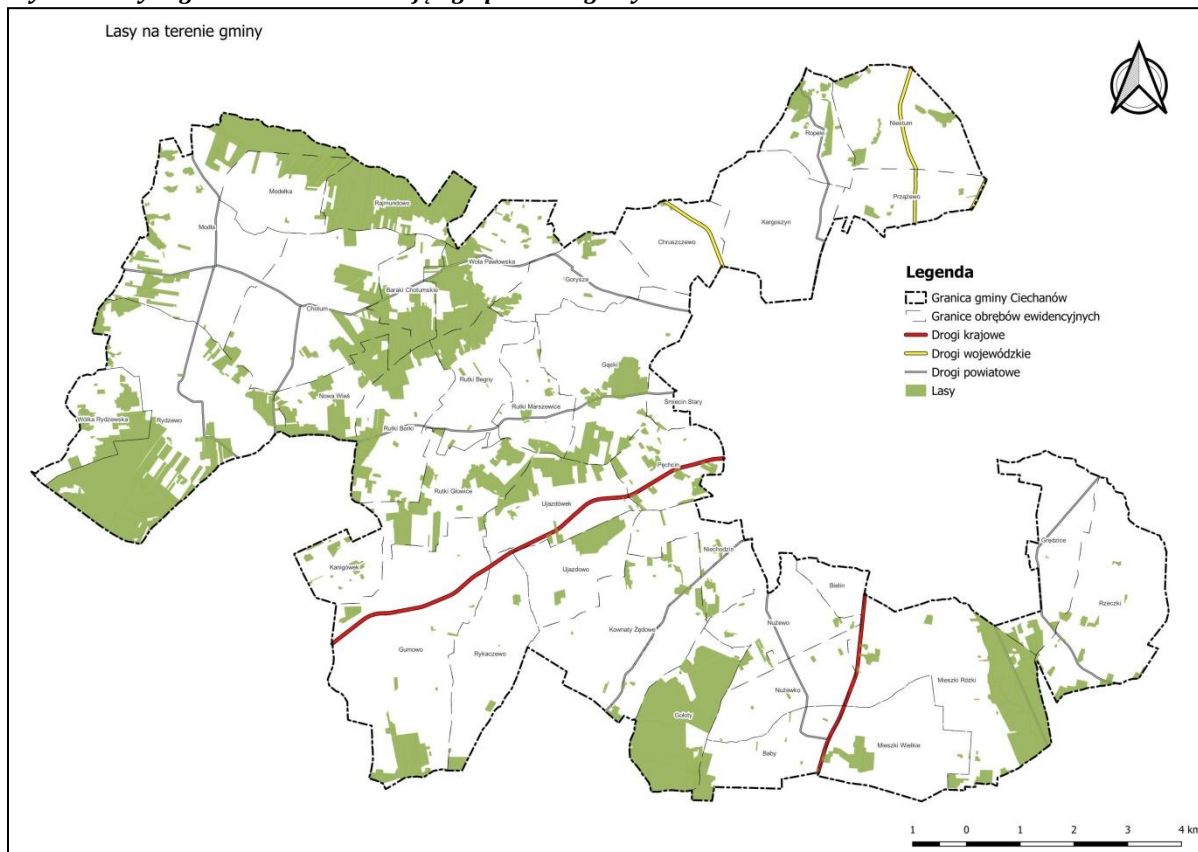 Lasy na terenie gminy
Niestum
Ropele
Modełka
Rajmundowo
Przążewo
Kargoszyn
Modła
Chruszczewo
Wola Pawłowska
Gorysze
Baraki Chotumskie
Chotum
Legenda
Granica gminy Ciechanów
Granice obrębów ewidencyjnych
Drogi krajowe
Drogi wojewódzkie
Drogi powiatowe
Lasy
Gąski
Rutki Begny
Nowa Wieś
Rutki Marszewice
Śmiecin Stary
Wólka Rydzewska
Rydzewo
Rutki Borki
Pęchcin
Rutki Głowice
Ujazdówek
Niechodzin
Grędzice
Kanigówek
Ujazdowo
Bielin
Rzeczki
Kownaty Żędowe
Nużewo
Gumowo
Rykaczewo
Mieszki Różki
Nużewko
Gołoty
Baby
Mieszki Wielkie
1 0 1 2 3 4 km